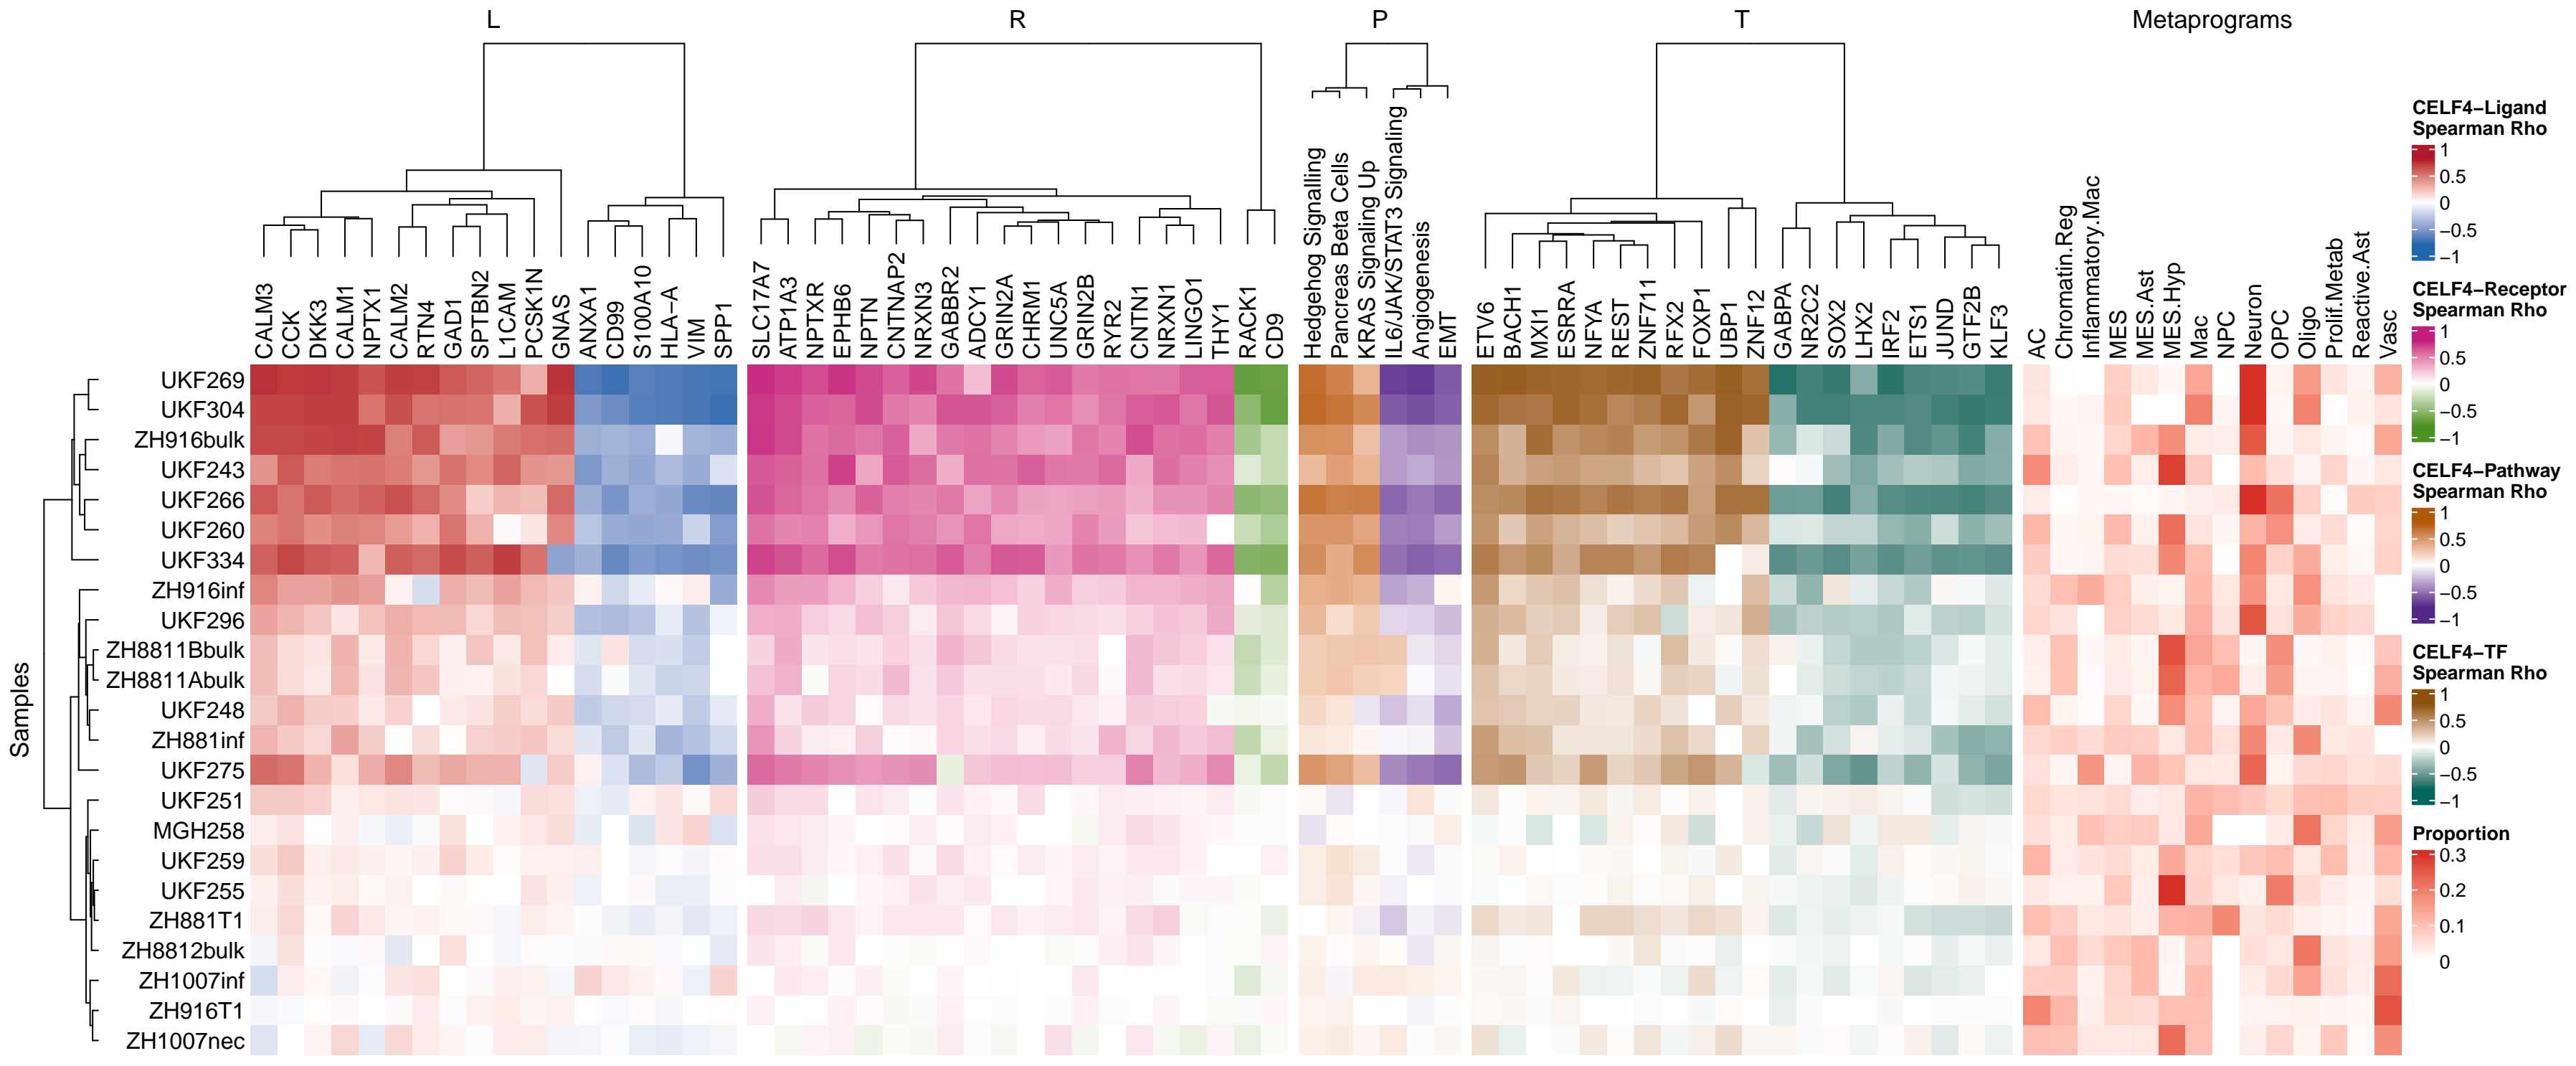 L
R
P
T
Metaprograms
CALM3
CCK
DKK3
CALM1
NPTX1
CALM2
RTN4
GAD1
SPTBN2
L1CAM
PCSK1N
GNAS
ANXA1
CD99
S100A10
HLA−A
VIM
SPP1
SLC17A7
ATP1A3
NPTXR
EPHB6
NPTN
CNTNAP2
NRXN3
GABBR2
ADCY1
GRIN2A
CHRM1
UNC5A
GRIN2B
RYR2
CNTN1
NRXN1
LINGO1
THY1
RACK1
CD9
Hedgehog Signalling
Pancreas Beta Cells
KRAS Signaling Up
IL6/JAK/STAT3 Signaling
Angiogenesis
EMT
ETV6
BACH1
MXI1
ESRRA
NFYA
REST
ZNF711
RFX2
FOXP1
UBP1
ZNF12
GABPA
NR2C2
SOX2
LHX2
IRF2
ETS1
JUND
GTF2B
KLF3
AC
Chromatin.Reg
Inflammatory.Mac
MES
MES.Ast
MES.Hyp
Mac
NPC
Neuron
OPC
Oligo
Prolif.Metab
Reactive.Ast
Vasc
Samples
UKF269
UKF304
ZH916bulk
UKF243
UKF266
UKF260
UKF334
ZH916inf
UKF296
ZH8811Bbulk
ZH8811Abulk
UKF248
ZH881inf
UKF275
UKF251
MGH258
UKF259
UKF255
ZH881T1
ZH8812bulk
ZH1007inf
ZH916T1
ZH1007nec
CELF4−Ligand
Spearman Rho
1
0.5
0
−0.5
−1
CELF4−Receptor
Spearman Rho
1
0.5
0
−0.5
−1
CELF4−Pathway
Spearman Rho
1
0.5
0
−0.5
−1
CELF4−TF
Spearman Rho
1
0.5
0
−0.5
−1
Proportion
0.3
0.2
0.1
0